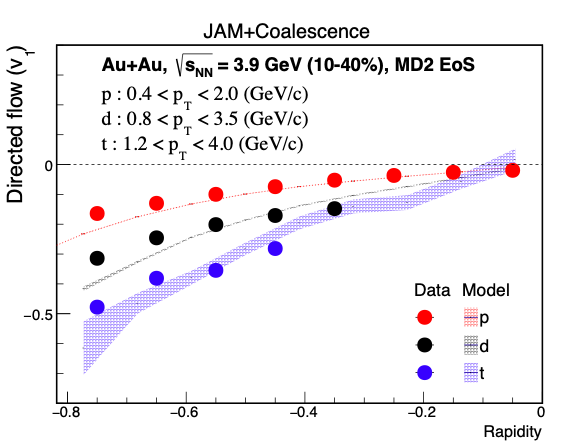 JAM+Coalescence
Au+Au, √sNN = 3.9 GeV (10-40%), MD2 EoS
p : 0.4 < pT < 2.0 (GeV/c)
d : 0.8 < pT < 3.5 (GeV/c)
t : 1.2 < pT < 4.0 (GeV/c)
Directed flow (v1)
0
−0.5
Data Model
p
d
t
−0.8 −0.6 −0.4 −0.2 0
Rapidity